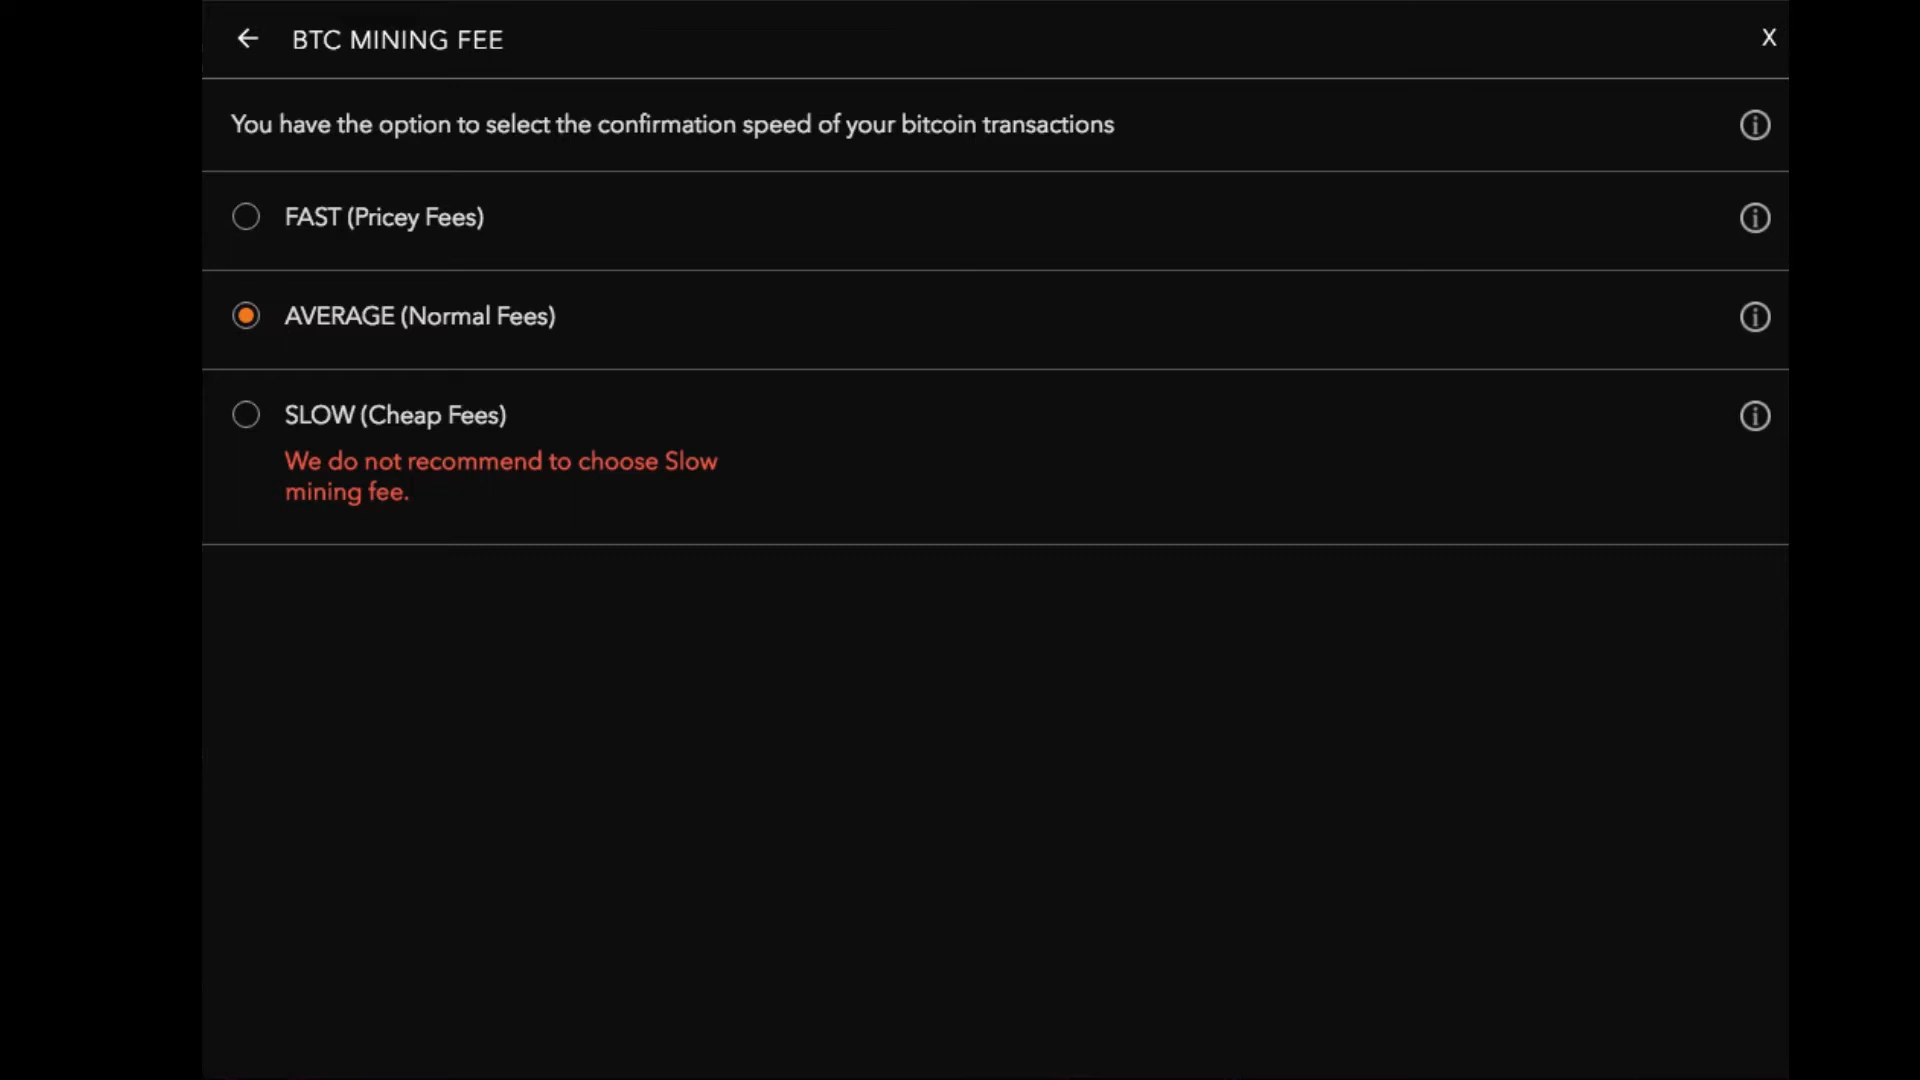 BTC MINING FEE
X
You have the option to select the confirmation speed of your bitcoin transactions
FAST (Pricey Fees)
AVERAGE (Normal Fees)
SLOW (Cheap Fees)
We do not recommend to choose Slow
mining fee.